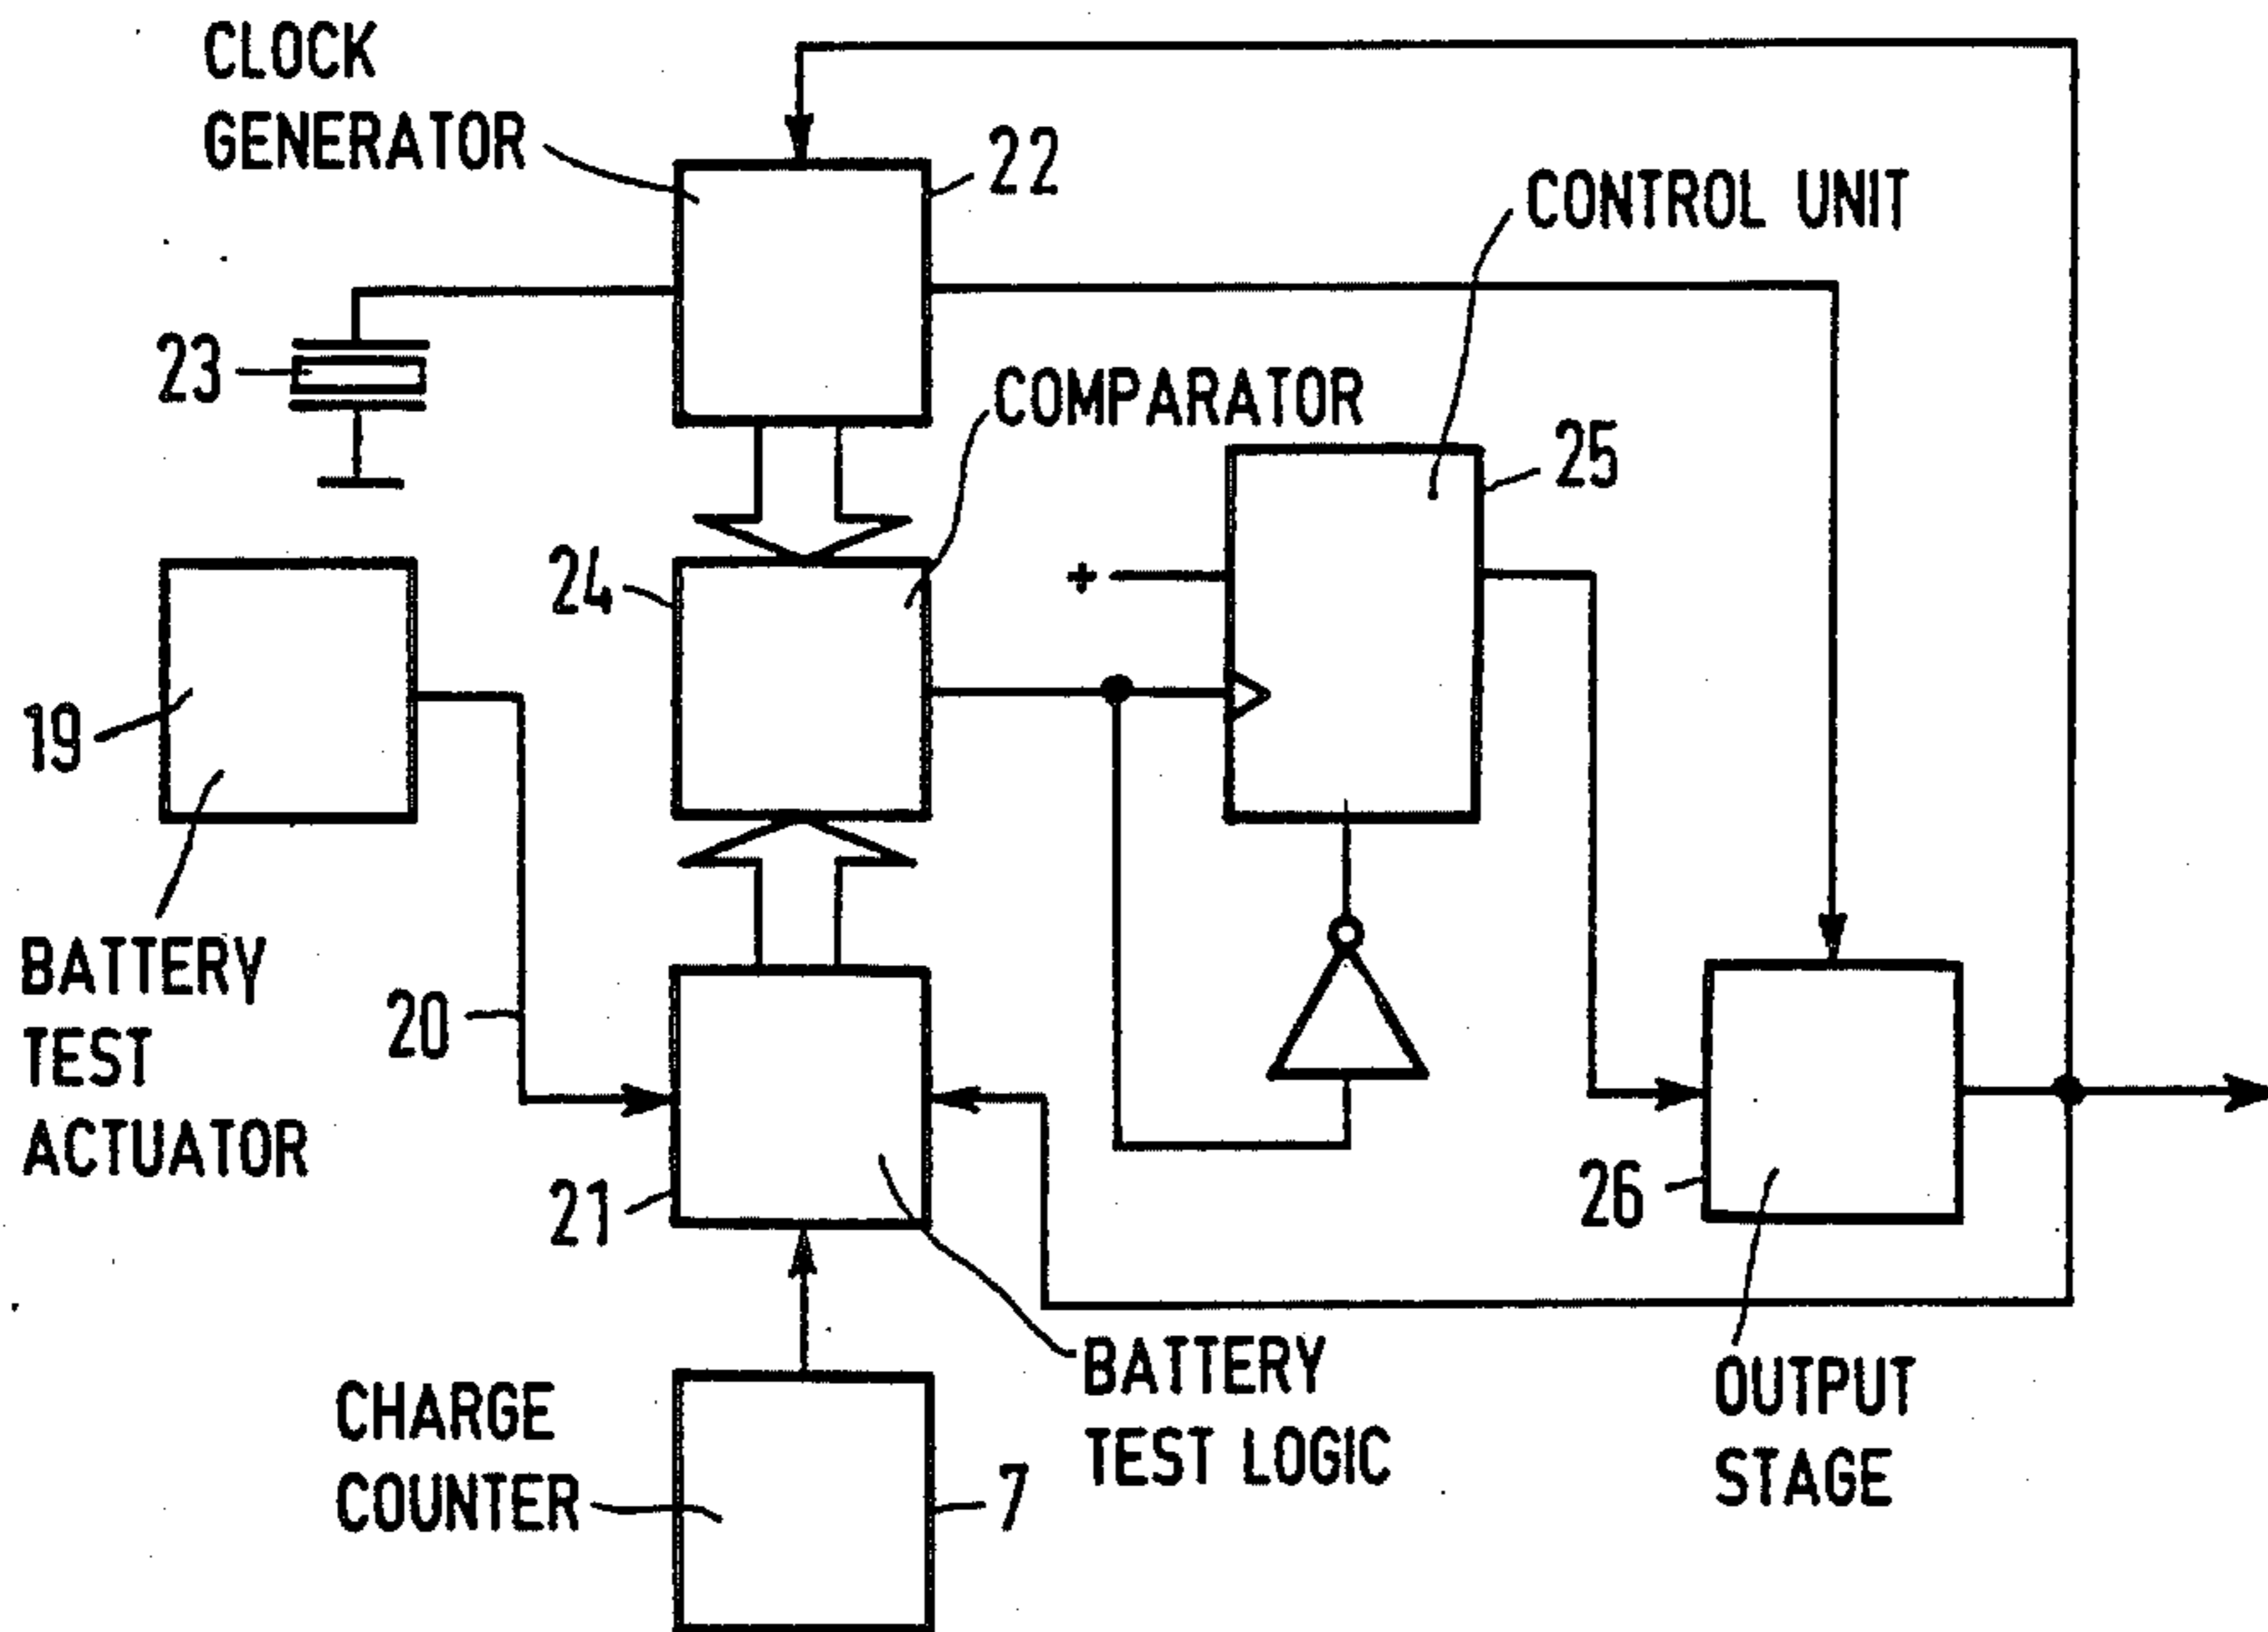 CLOCK
GENERATOR
22
CONTROL UNIT
23
COMPARATOR
25
24
+
19
BATTERY
TEST
ACTUATOR
20
21
26
BATTERY
TEST LOGIC
CHARGE
COUNTER
7
OUTPUT
STAGE